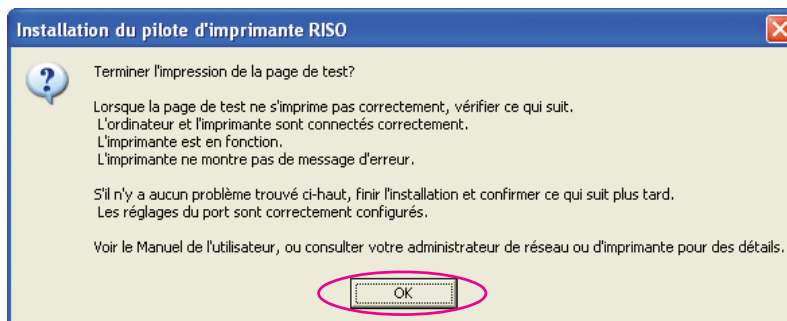 Installation du pilote d'imprimante RISO
Terminer l'impression de la page de test?
Lorsque la page de test ne s'imprime pas correctement, vérifier ce qui suit.
L'ordinateur et l'imprimante sont connectés correctement.
L'imprimante est en fonction.
L'imprimante ne montre pas de message d'erreur.
S'il n'y a aucun problème trouvé ci-haut, finir l'installation et confirmer ce qui suit plus tard.
Les réglages du port sont correctement configurés.
Voir le Manuel de l'utilisateur, ou consulter votre administrateur de réseau ou d'imprimante pour des détails.
OK